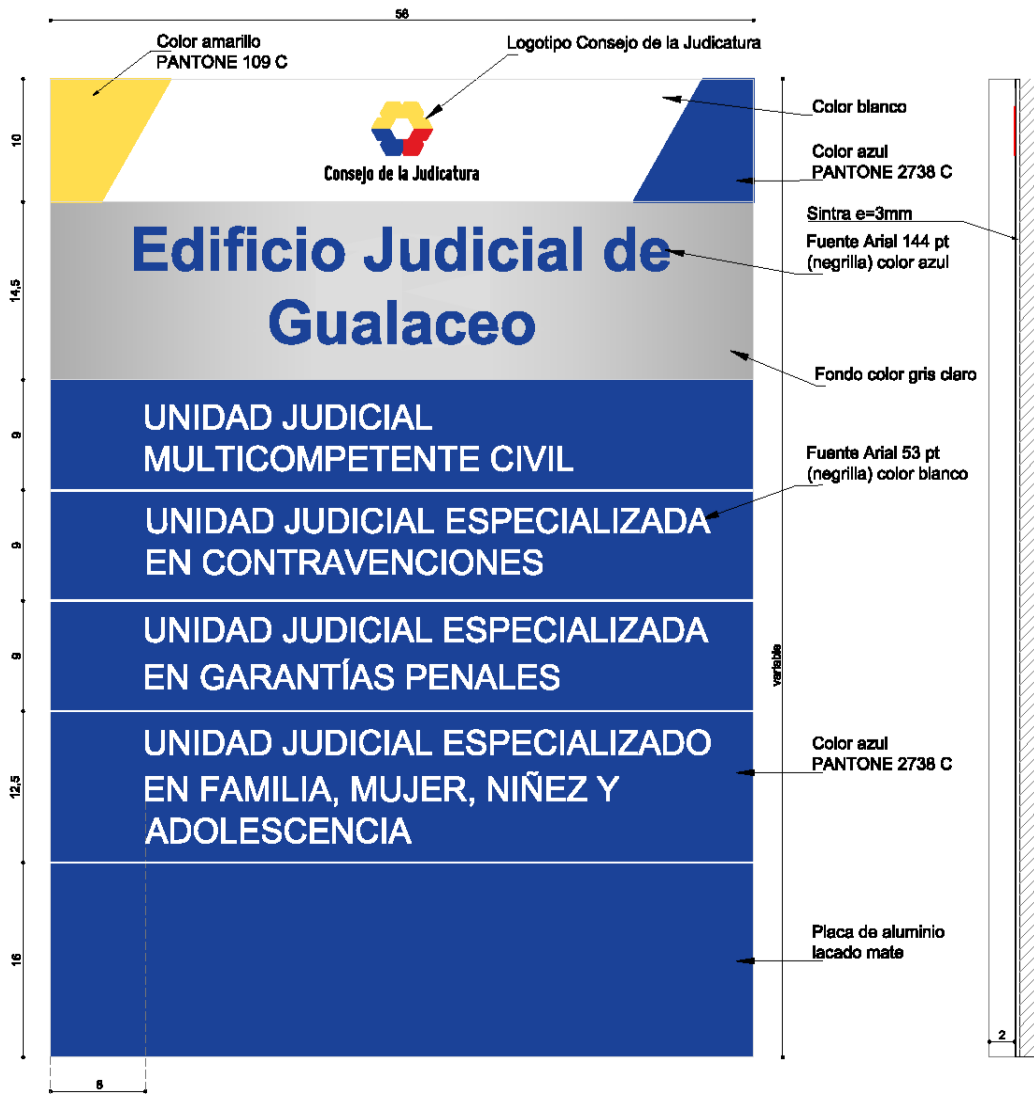 56
Color amarillo
PANTONE 109 C
Logotipo Consejo de la Judicatura
Color blanco
10
Consejo de la Judicatura
Color azul
PANTONE 2738 C
Sintra e=3mm
Edificio Judicial de
Gualaceo
Fuente Arial 144 pt
(negrilla) color azul
14,5
Fondo color gris claro
UNIDAD JUDICIAL
MULTICOMPETENTE CIVIL
9
Fuente Arial 53 pt
(negrilla) color blanco
UNIDAD JUDICIAL ESPECIALIZADA
EN CONTRAVENCIONES
9
UNIDAD JUDICIAL ESPECIALIZADA
EN GARANTÍAS PENALES
9
variable
UNIDAD JUDICIAL ESPECIALIZADO
EN FAMILIA, MUJER, NIÑEZ Y
ADOLESCENCIA
12,5
Color azul
PANTONE 2738 C
16
Placa de aluminio
lacado mate
2